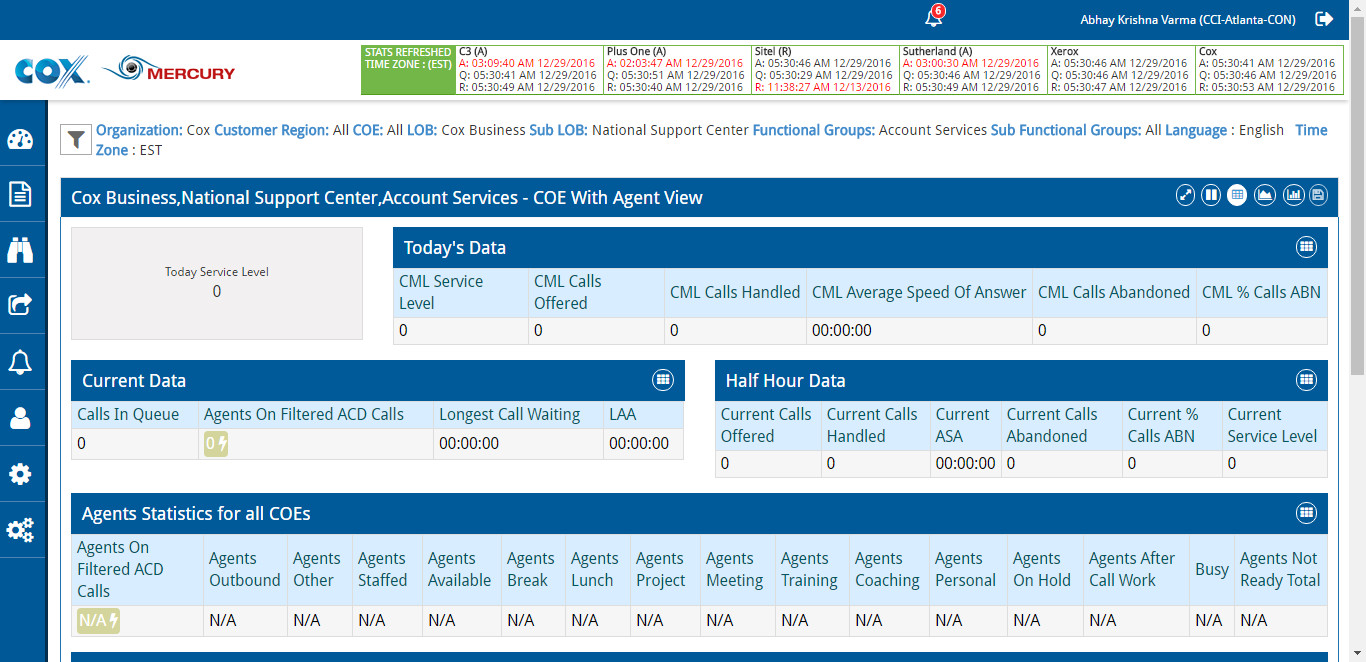 6
Abhay Krishna Varma (CCI-Atlanta-CON)
COX MERCURY
STATS REFRESHED
TIME ZONE : (EST)
C3 (A)
A: 03:09:40 AM 12/29/2016
Q: 05:30:41 AM 12/29/2016
R: 05:30:49 AM 12/29/2016
Plus One (A)
A: 02:03:47 AM 12/29/2016
Q: 05:30:51 AM 12/29/2016
R: 05:30:40 AM 12/29/2016
Sitel (R)
A: 05:30:46 AM 12/29/2016
Q: 05:30:29 AM 12/29/2016
R: 11:38:27 AM 12/13/2016
Sutherland (A)
A: 03:00:30 AM 12/29/2016
Q: 05:30:46 AM 12/29/2016
R: 05:30:49 AM 12/29/2016
Xerox
A: 05:30:46 AM 12/29/2016
Q: 05:30:46 AM 12/29/2016
R: 05:30:47 AM 12/29/2016
Cox
A: 05:30:41 AM 12/29/2016
Q: 05:30:46 AM 12/29/2016
R: 05:30:53 AM 12/29/2016
Organization: Cox Customer Region: All COE: All LOB: Cox Business Sub LOB: National Support Center Functional Groups: Account Services Sub Functional Groups: All Language : English Time
Zone : EST
Cox Business,National Support Center,Account Services - COE With Agent View
Today Service Level
0
Today's Data
CML Service Level CML Calls Offered CML Calls Handled CML Average Speed Of Answer CML Calls Abandoned CML % Calls ABN
0 0 0 00:00:00 0 0
Current Data
Calls In Queue Agents On Filtered ACD Calls Longest Call Waiting LAA
0 0 00:00:00 00:00:00
Half Hour Data
Current Calls Offered Current Calls Handled Current ASA Current Calls Abandoned Current % Calls ABN Current Service Level
0 0 00:00:00 0 0 0
Agents Statistics for all COEs
Agents On Filtered ACD Calls Agents Outbound Agents Other Agents Staffed Agents Available Agents Break Agents Lunch Agents Project Agents Meeting Agents Training Agents Coaching Agents Personal Agents On Hold Agents After Call Work Busy Agents Not Ready Total
N/A N/A N/A N/A N/A N/A N/A N/A N/A N/A N/A N/A N/A N/A N/A N/A